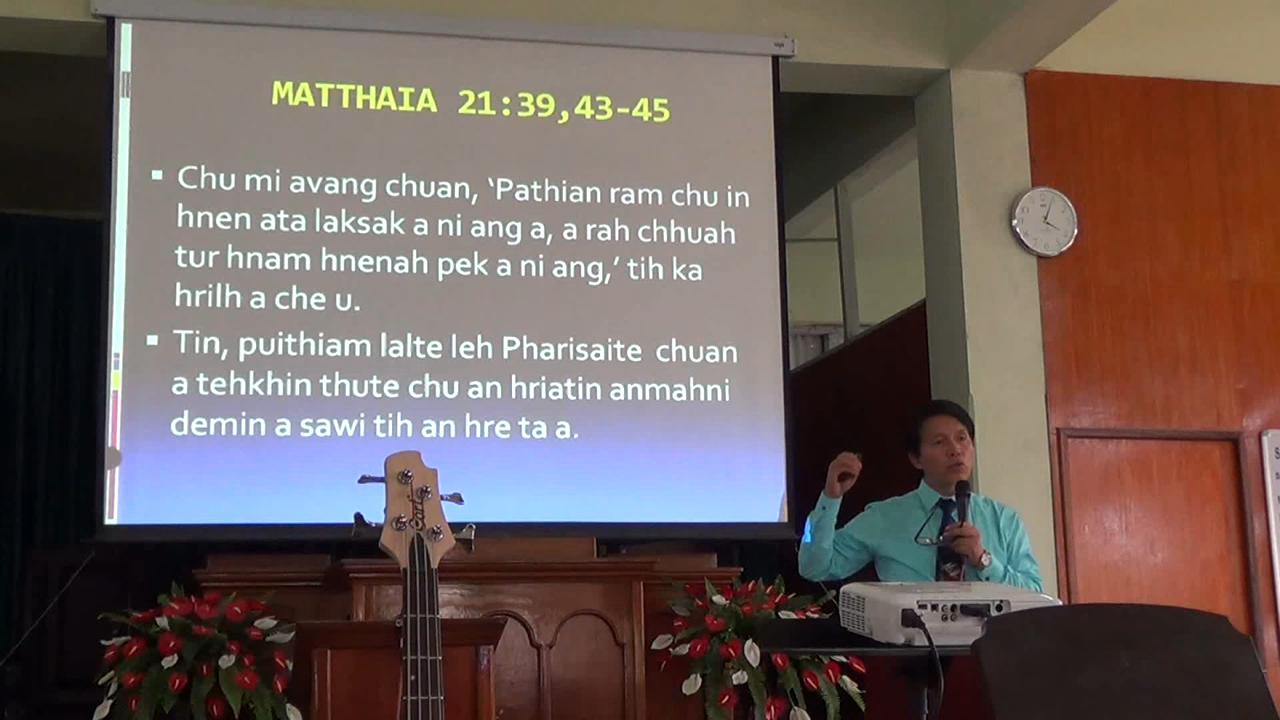 MATTHAIA 21:39,43-45
▪ Chu mi avang chuan, ‘Pathian ram chu in
hnen ata laksak a ni ang a, a rah chhuah
tur hnam hnenah pek a ni ang,’ tih ka
hrilh a che u.
▪ Tin, puithiam lalte leh Pharisaite chuan
a tehkhin thute chu an hriatin anmahni
demin a sawi tih an hre ta a.
Cort